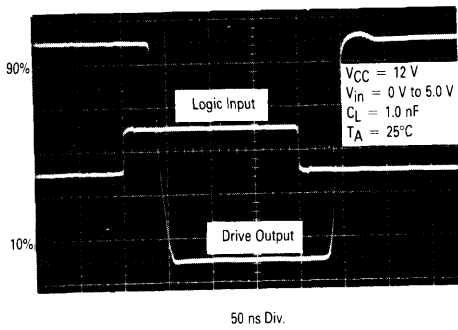 90%
VCC = 12 V
Vin = 0 V to 5.0 V
CL = 1.0 nF
TA = 25°C
Logic Input
10%
Drive Output
50 ns Div.